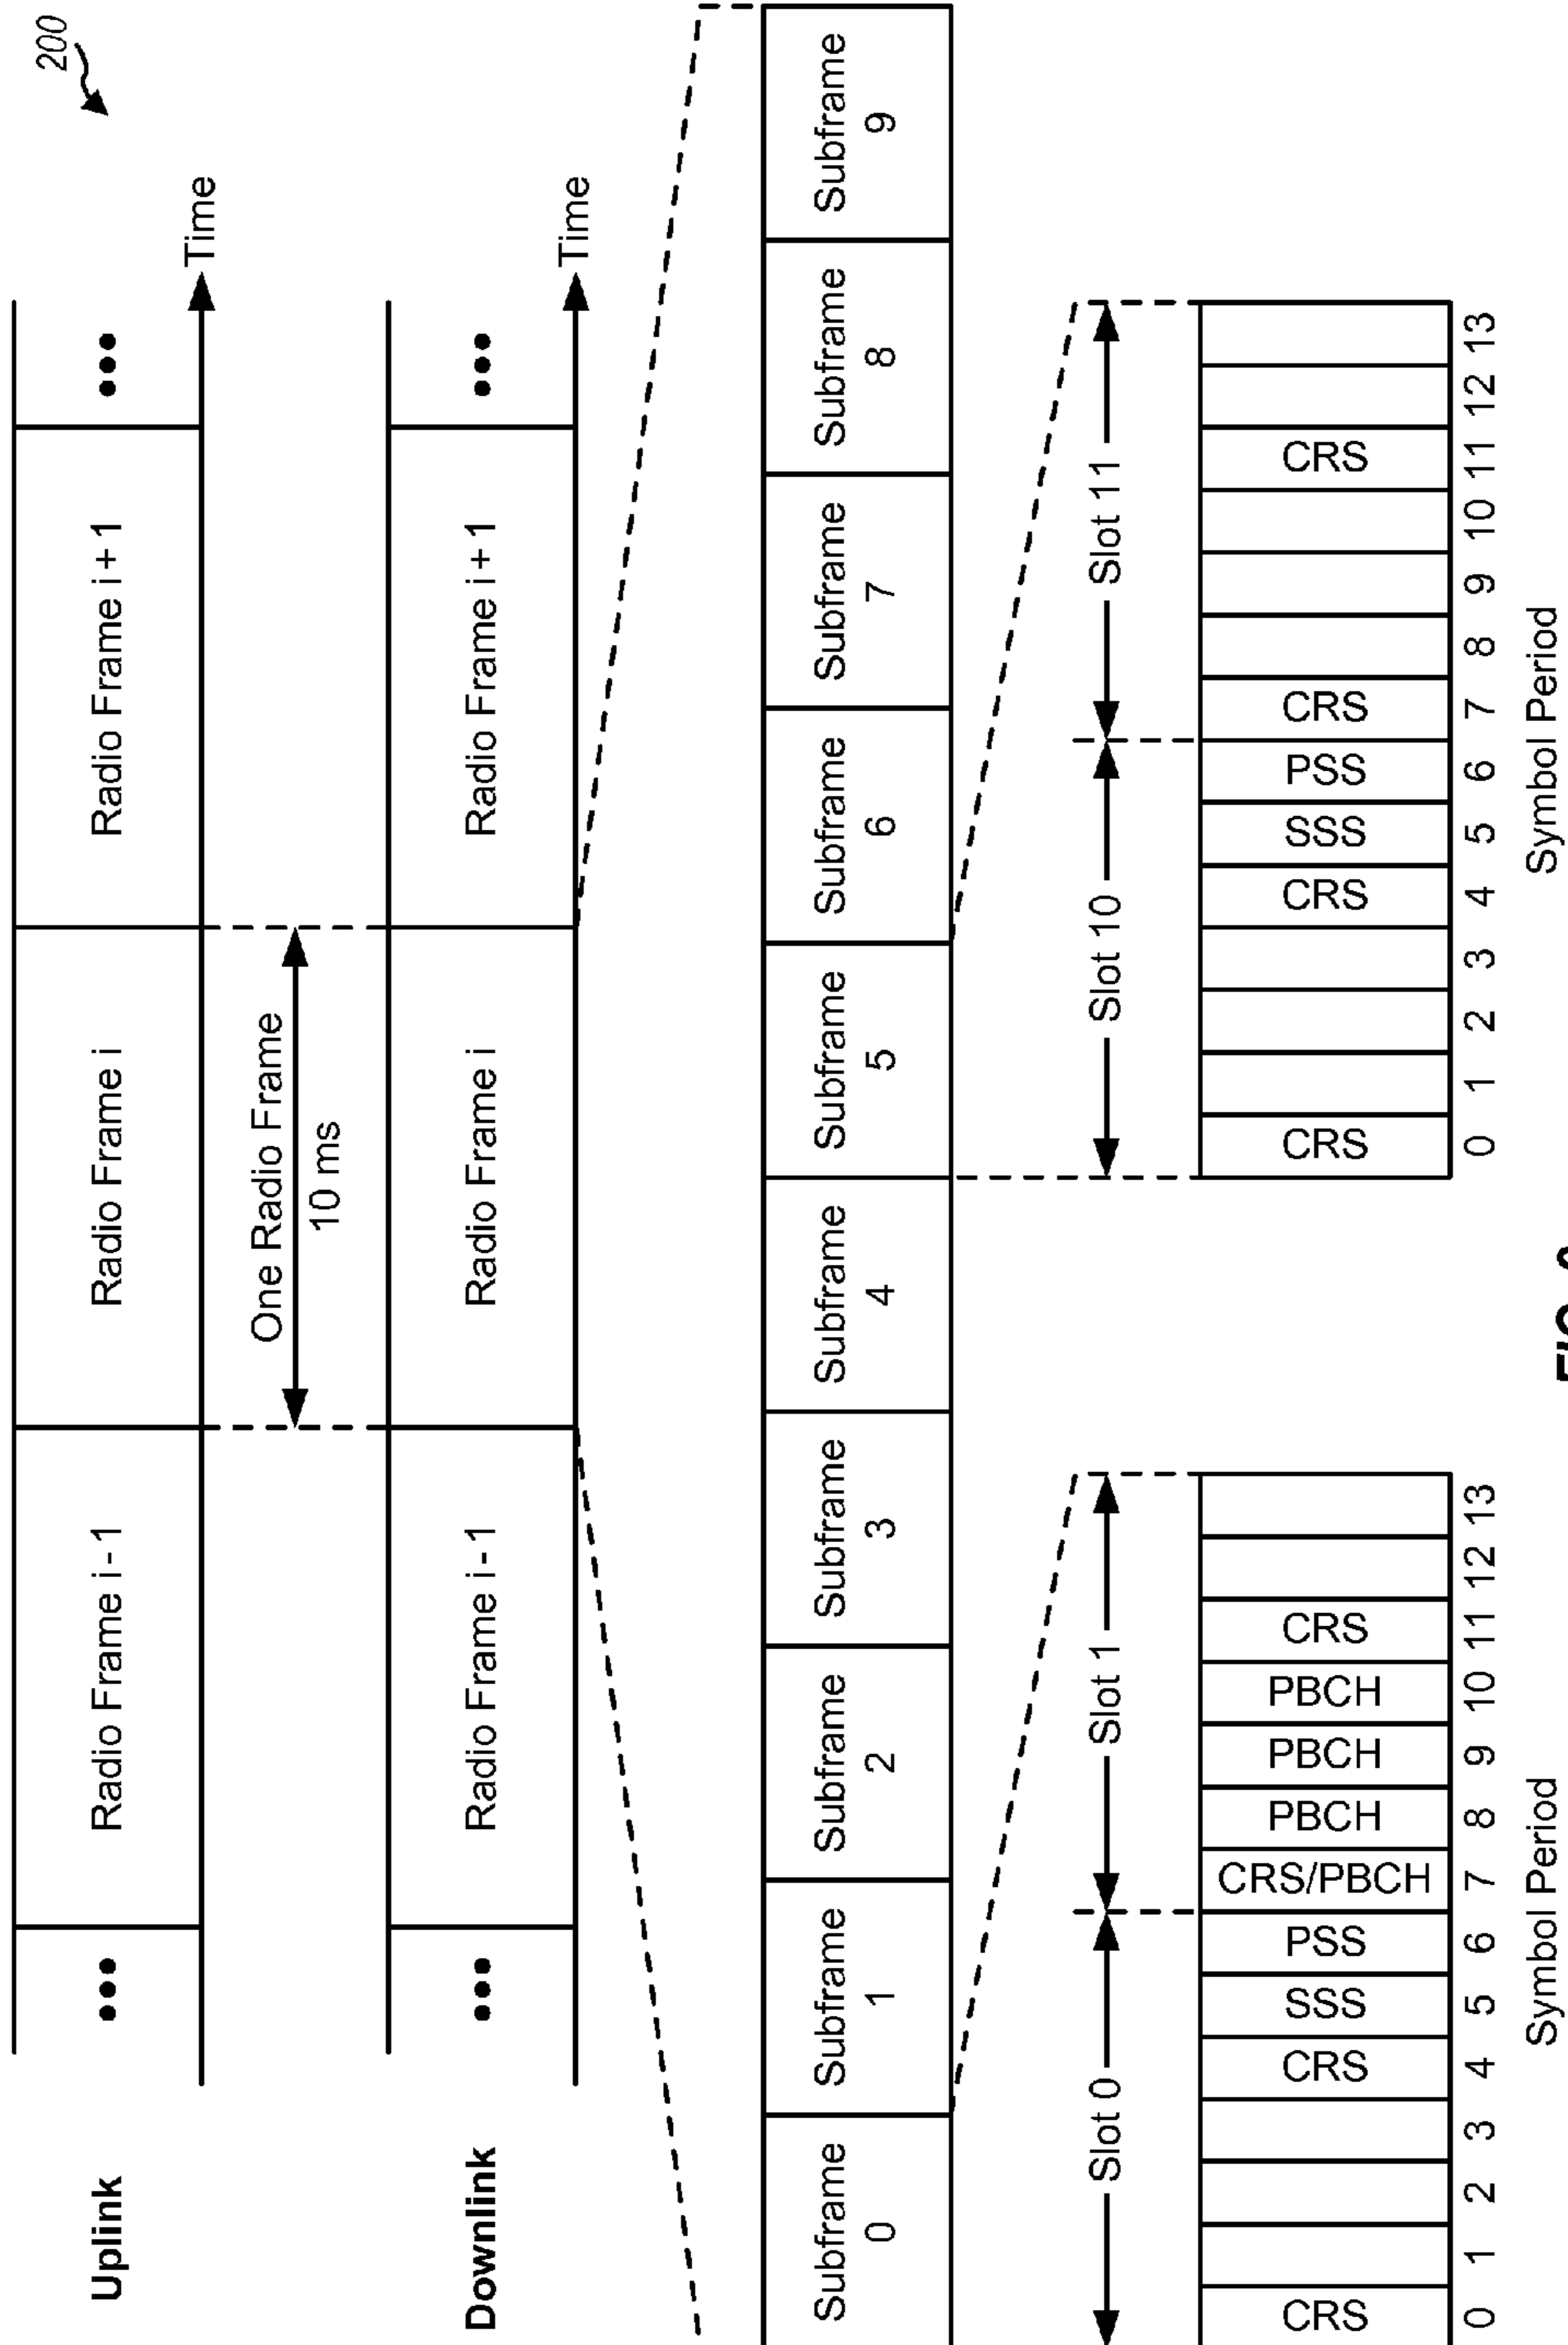 200
Uplink
•••
Radio Frame i-1
Radio Frame i
Radio Frame i+1
•••
Time
One Radio Frame
10 ms
Downlink
•••
Radio Frame i-1
Radio Frame i
Radio Frame i+1
•••
Time
Subframe
0
Subframe
1
Subframe
2
Subframe
3
Subframe
4
Subframe
5
Subframe
6
Subframe
7
Subframe
8
Subframe
9
Slot 0
Slot 1
CRS
CRS
SSS
PSS
CRS/PBCH
PBCH
PBCH
PBCH
CRS
0 1 2 3 4 5 6 7 8 9 10 11 12 13
Symbol Period
Slot 10
Slot 11
CRS
CRS
SSS
PSS
CRS
CRS
0 1 2 3 4 5 6 7 8 9 10 11 12 13
Symbol Period